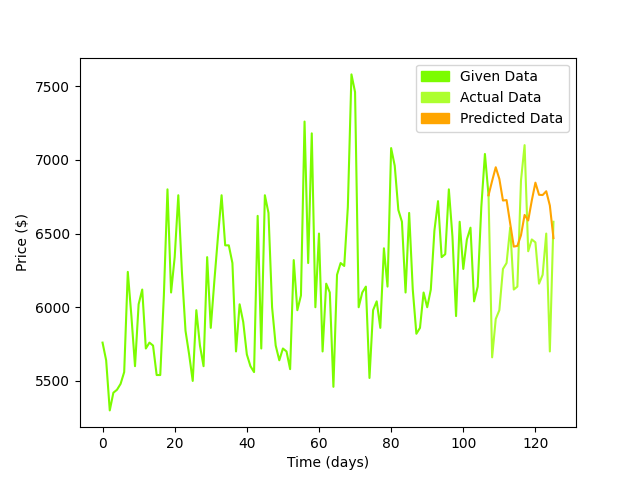 Given Data
Actual Data
Predicted Data
7500
7000
6500
6000
5500
Price ($)
0 20 40 60 80 100 120
Time (days)